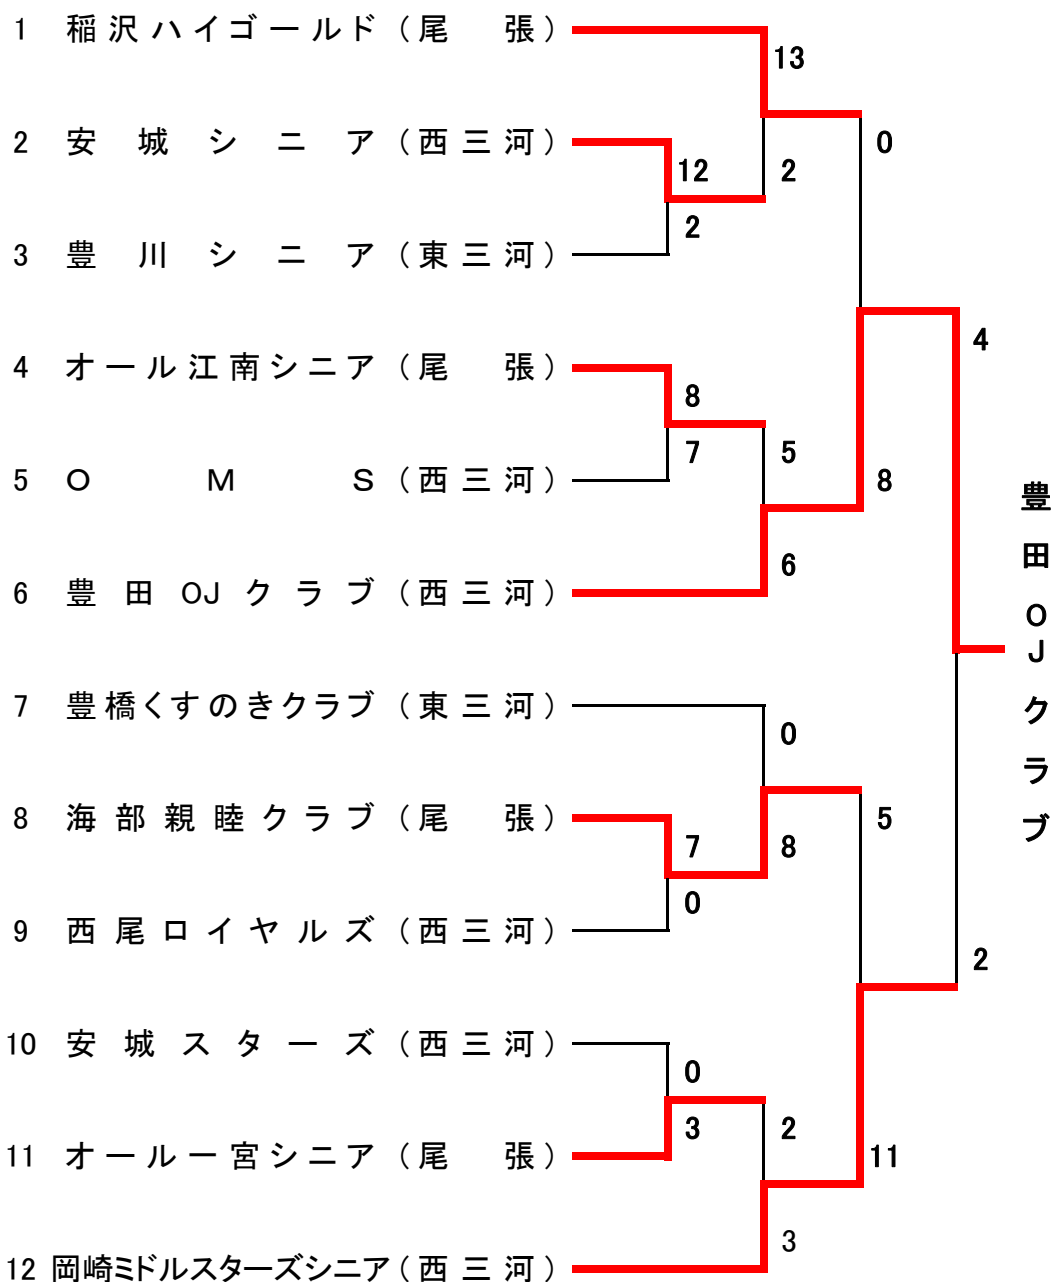 1 稲沢ハイゴールド(尾 張)
13
2 安城シニア(西三河)
0
12
2
2
3 豊川シニア(東三河)
4 オール江南シニア(尾 張)
4
8
7
5
5 OMS(西三河)
8
6
6 豊田OJクラブ(西三河)
豊田OJクラブ
7 豊橋くすのきクラブ(東三河)
0
8 海部親睦クラブ(尾 張)
5
7
8
0
9 西尾ロイヤルズ(西三河)
2
10 安城スターズ(西三河)
0
3
2
11 オール一宮シニア(尾 張)
11
3
12 岡崎ミドルスターズシニア(西三河)